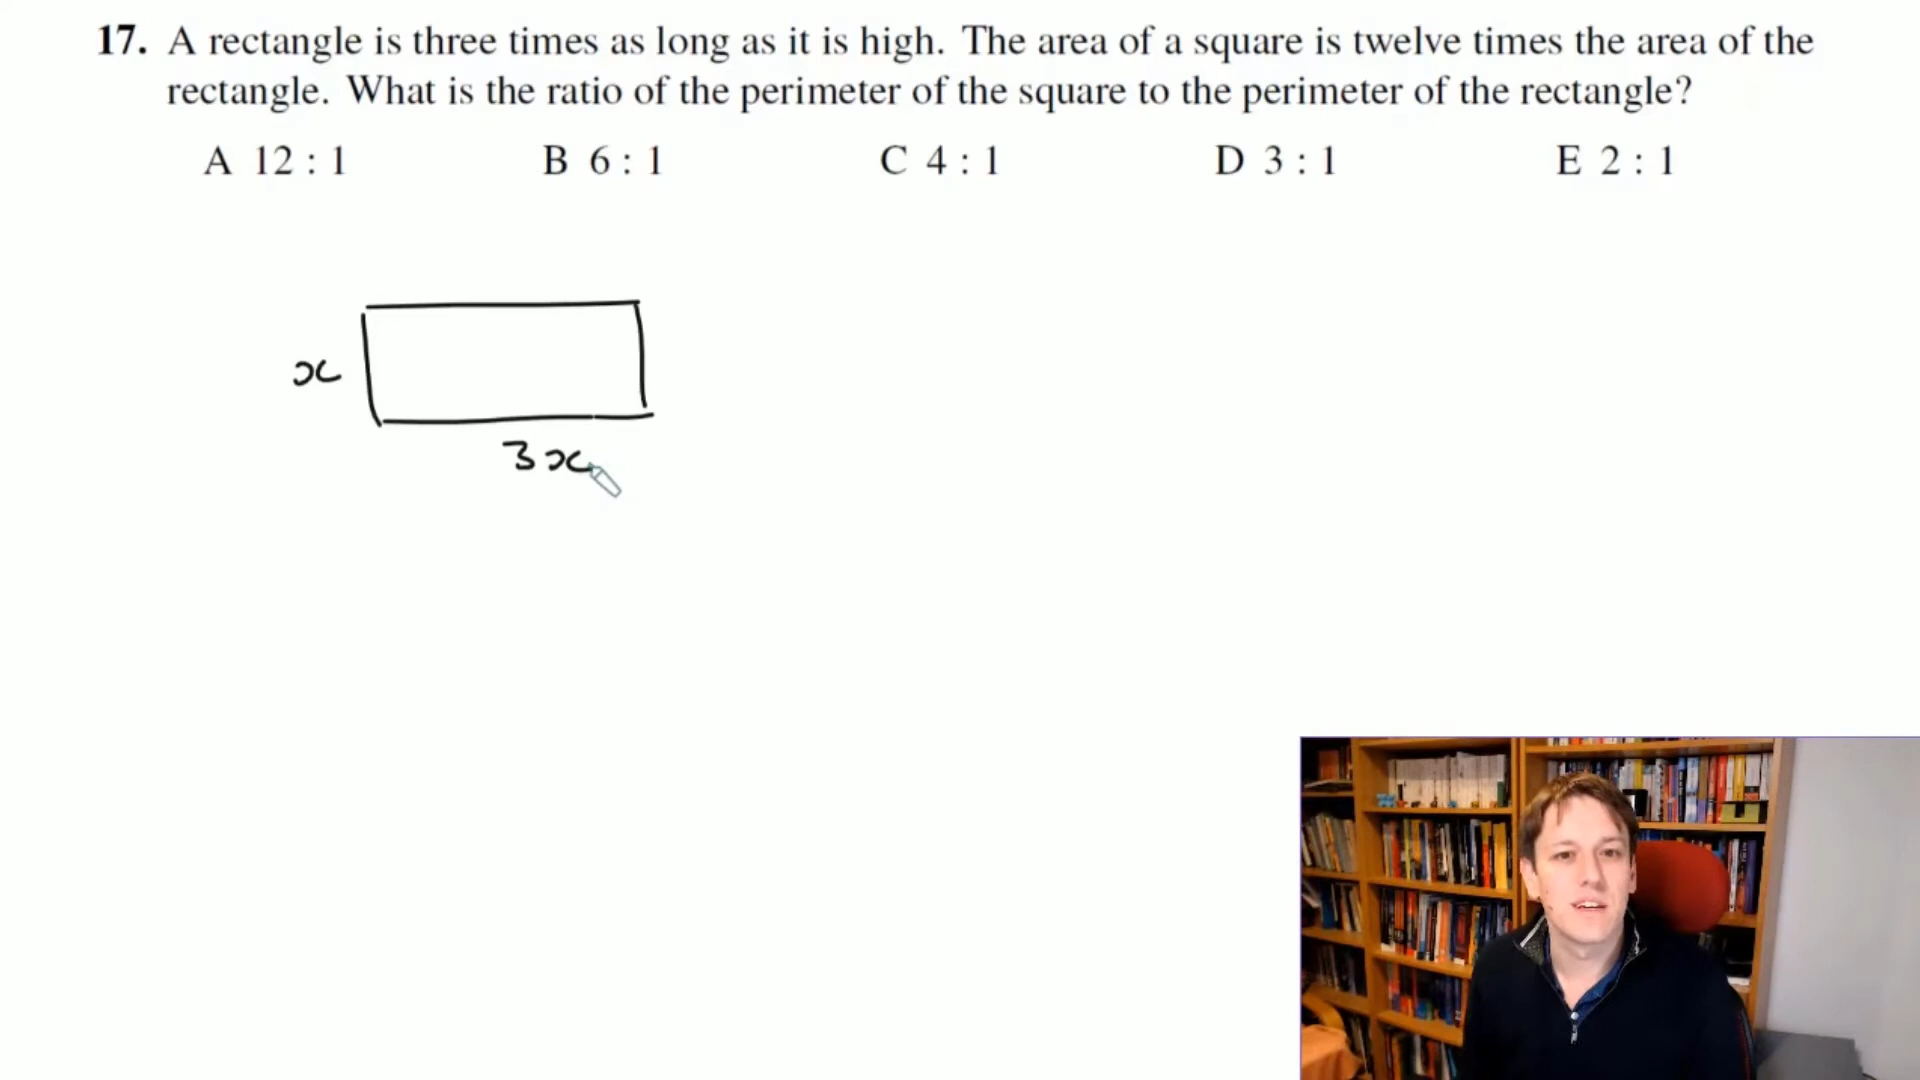 17. A rectangle is three times as long as it is high. The area of a square is twelve times the area of the
rectangle. What is the ratio of the perimeter of the square to the perimeter of the rectangle?
A 12 : 1 B 6 : 1 C 4 : 1 D 3 : 1 E 2 : 1
x
3x